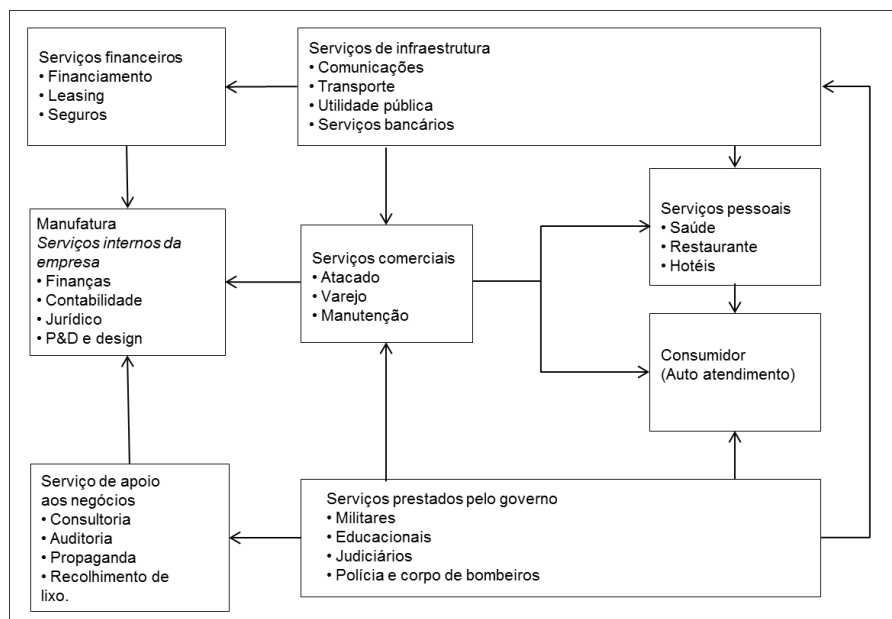 Serviços financeiros
• Financiamento
• Leasing
• Seguros
Serviços de infraestrutura
• Comunicações
• Transporte
• Utilidade pública
• Serviços bancários
Manufatura
Serviços internos da
empresa
• Finanças
• Contabilidade
• Jurídico
• P&D e design
Serviços comerciais
• Atacado
• Varejo
• Manutenção
Serviços pessoais
• Saúde
• Restaurante
• Hotéis
Consumidor
(Auto atendimento)
Serviço de apoio
aos negócios
• Consultoria
• Auditoria
• Propaganda
• Recolhimento de
lixo.
Serviços prestados pelo governo
• Militares
• Educacionais
• Judiciários
• Polícia e corpo de bombeiros